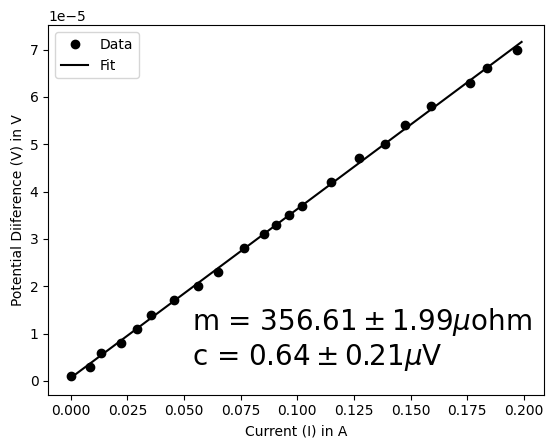 1e−5
Data
Fit
7
6
5
4
3
2
1
0
Potential Diiference (V) in V
m = 356.61 ± 1.99μohm
c = 0.64 ± 0.21μV
0.000 0.025 0.050 0.075 0.100 0.125 0.150 0.175 0.200
Current (I) in A